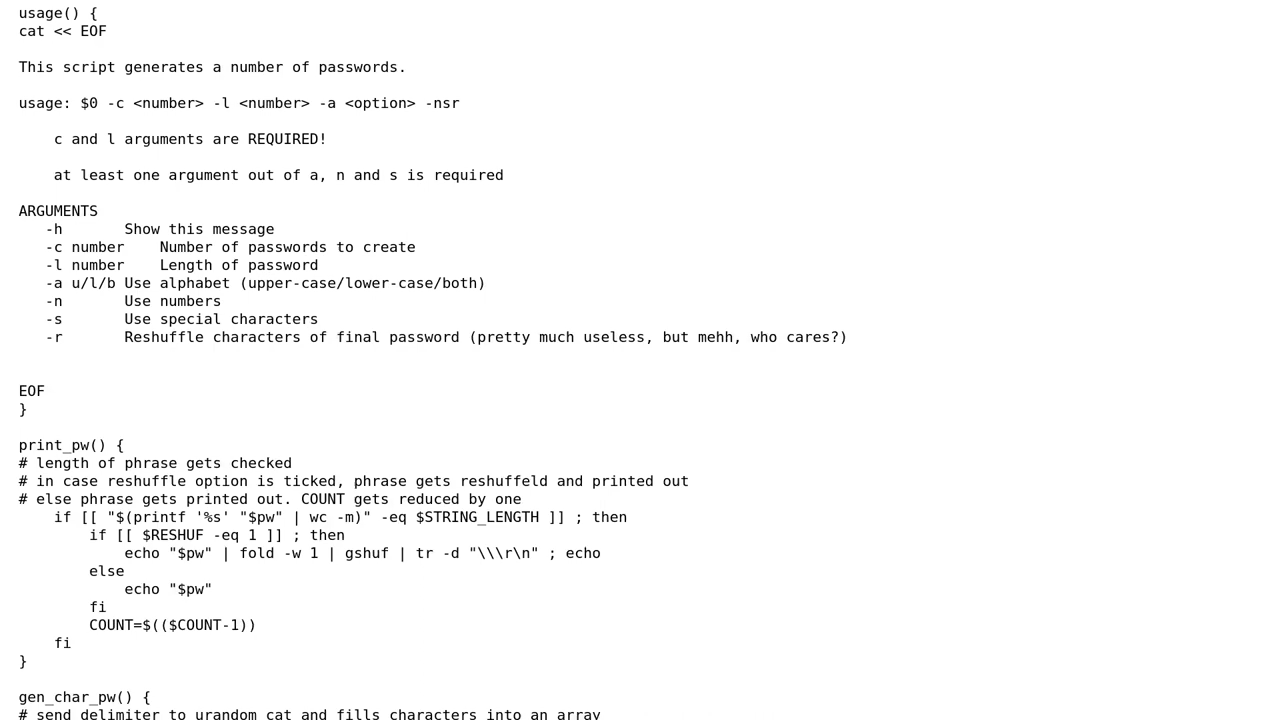 usage() {
cat << EOF

This script generates a number of passwords.

usage: $0 -c <number> -l <number> -a <option> -nsr

    c and l arguments are REQUIRED!

    at least one argument out of a, n and s is required

ARGUMENTS
   -h       Show this message
   -c number    Number of passwords to create
   -l number    Length of password
   -a u/l/b Use alphabet (upper-case/lower-case/both)
   -n       Use numbers
   -s       Use special characters
   -r       Reshuffle characters of final password (pretty much useless, but mehh, who cares?)


EOF
}

print_pw() {
# length of phrase gets checked
# in case reshuffle option is ticked, phrase gets reshuffeld and printed out
# else phrase gets printed out. COUNT gets reduced by one
    if [[ "$(printf '%s' "$pw" | wc -m)" -eq $STRING_LENGTH ]] ; then
        if [[ $RESHUF -eq 1 ]] ; then
            echo "$pw" | fold -w 1 | gshuf | tr -d "\\\r\n" ; echo
        else
            echo "$pw"
        fi
        COUNT=$(($COUNT-1))
    fi
}

gen_char_pw() {
# send delimiter to urandom cat and fills characters into an array